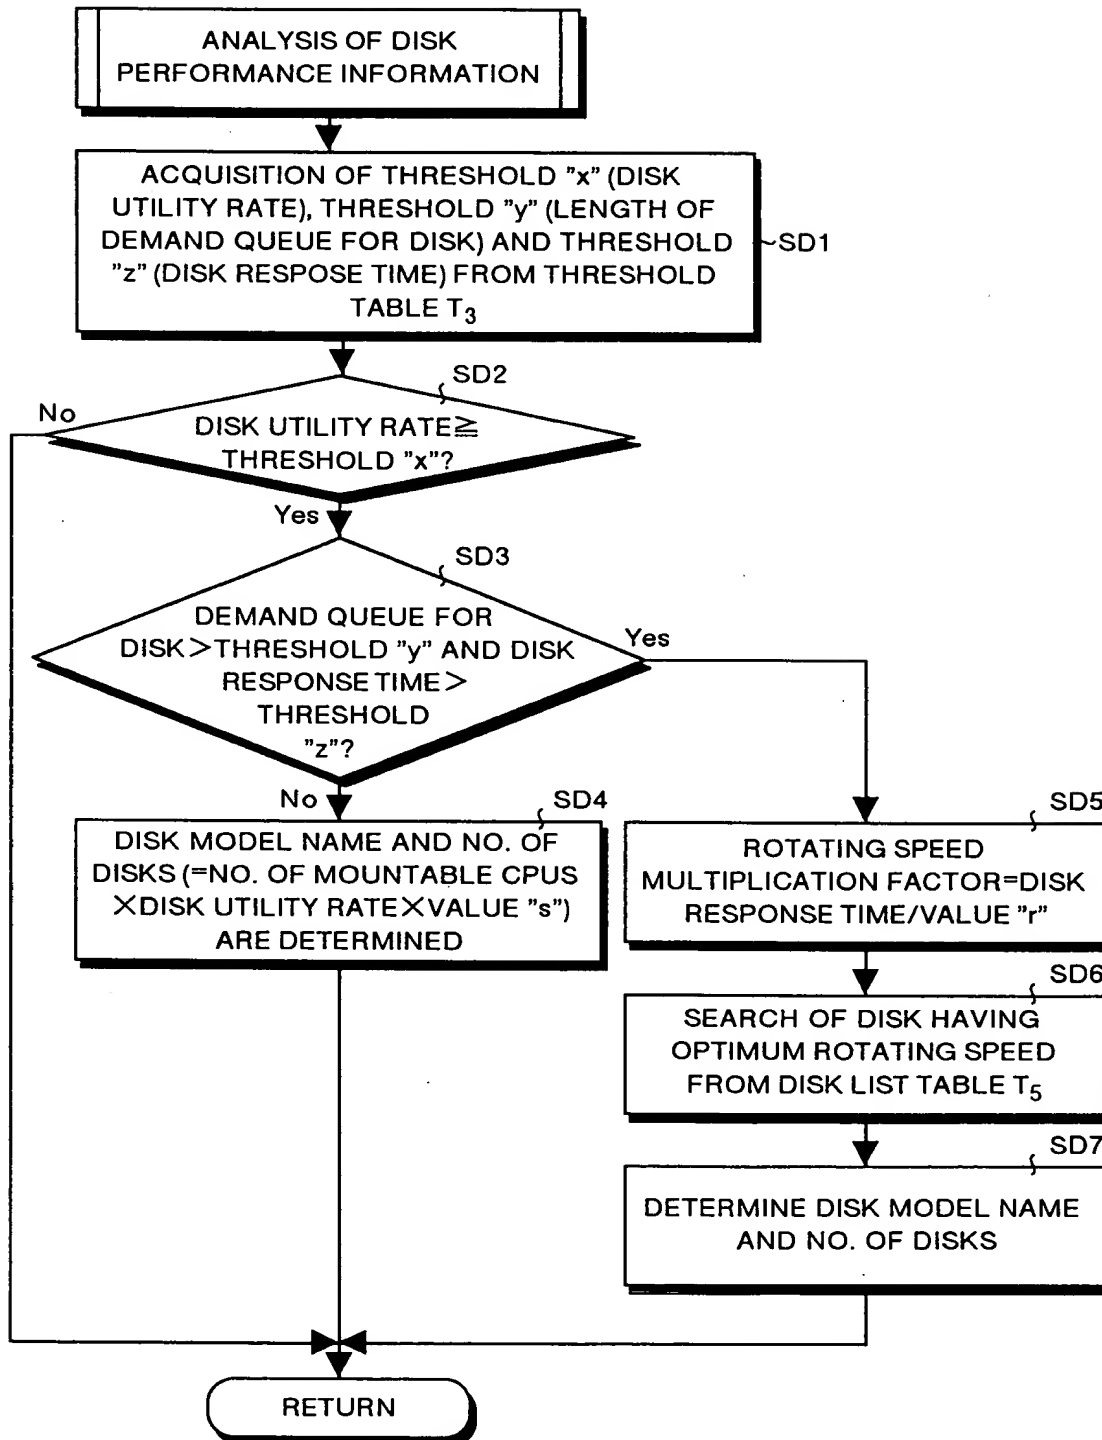 ANALYSIS OF DISK
PERFORMANCE INFORMATION
ACQUISITION OF THRESHOLD "x" (DISK
UTILITY RATE), THRESHOLD "y" (LENGTH OF
DEMAND QUEUE FOR DISK) AND THRESHOLD
"z" (DISK RESPOSE TIME) FROM THRESHOLD
TABLE T3
SD1
SD2
No
DISK UTILITY RATE≧
THRESHOLD "x"?
Yes
SD3
DEMAND QUEUE FOR
DISK>THRESHOLD "y" AND DISK
RESPONSE TIME>
THRESHOLD
"z"?
Yes
No
SD4
DISK MODEL NAME AND NO. OF
DISKS (=NO. OF MOUNTABLE CPUS
×DISK UTILITY RATE×VALUE "s")
ARE DETERMINED
SD5
ROTATING SPEED
MULTIPLICATION FACTOR=DISK
RESPONSE TIME/VALUE "r"
SD6
SEARCH OF DISK HAVING
OPTIMUM ROTATING SPEED
FROM DISK LIST TABLE T5
SD7
DETERMINE DISK MODEL NAME
AND NO. OF DISKS
RETURN